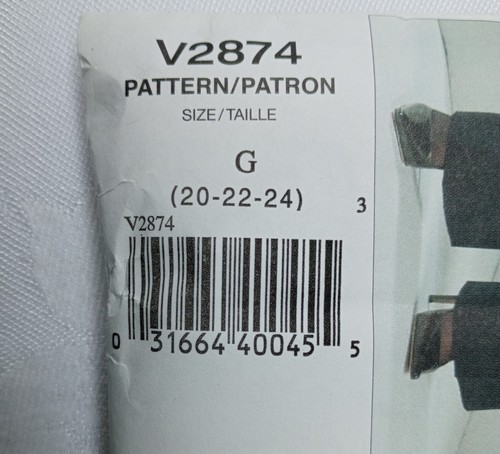 V2874
PATTERN/PATRON
SIZE/TAILLE
G
(20-22-24)
3
V2874
0 31664 40045 5